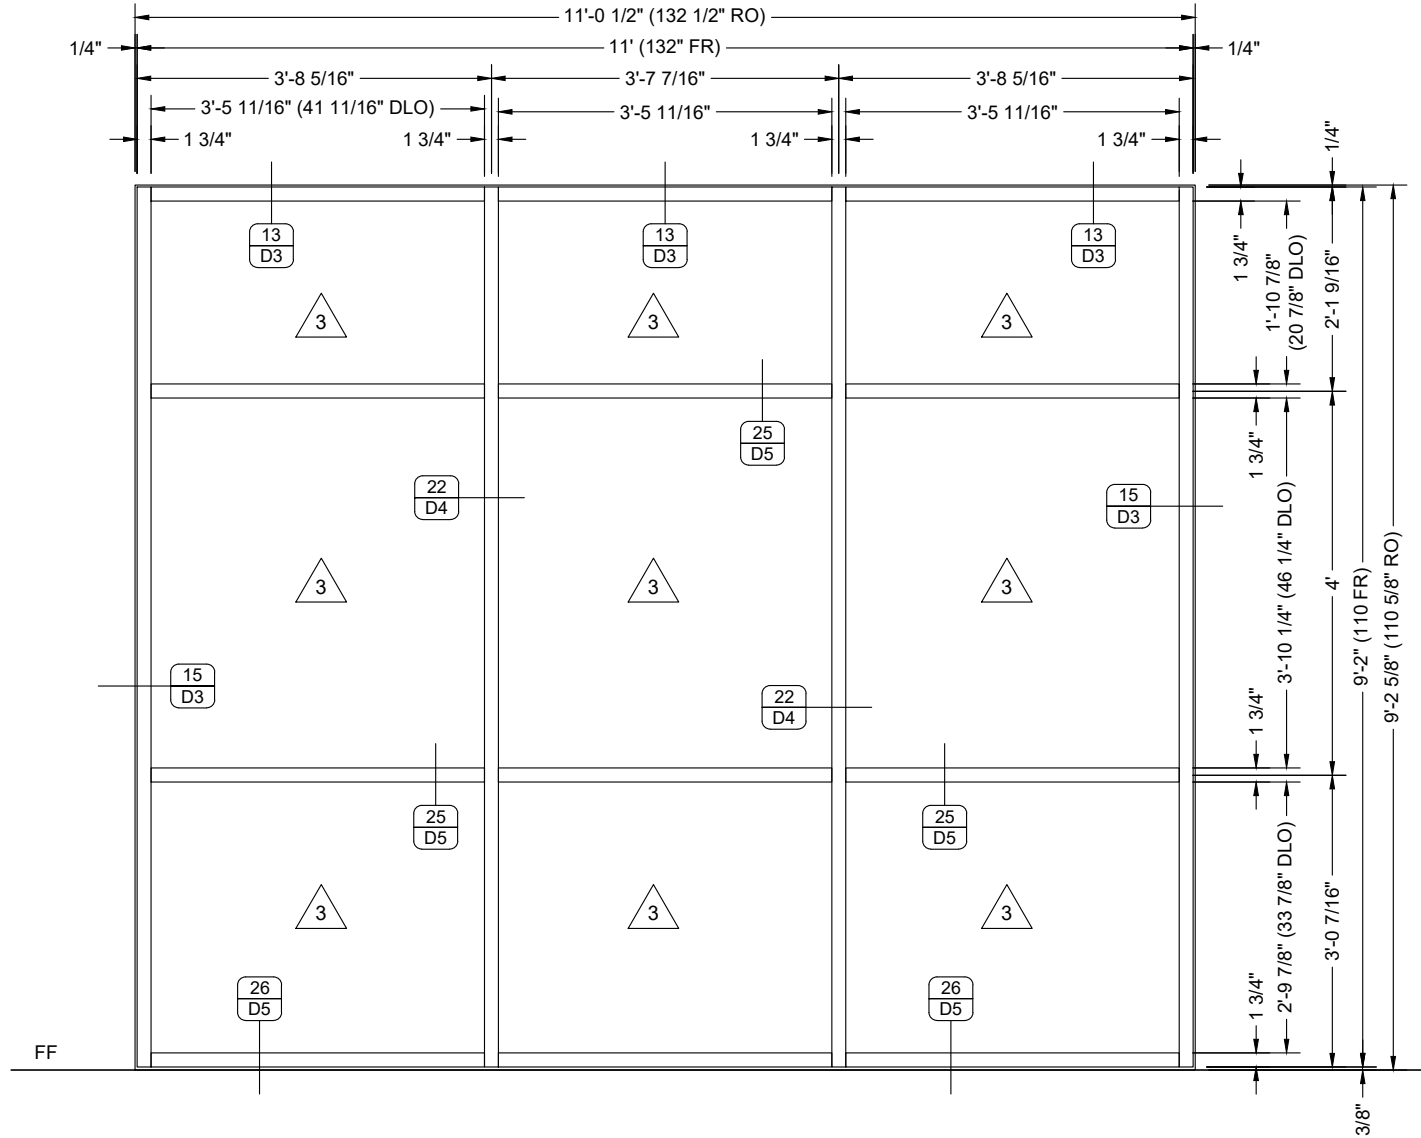 11'-0 1/2" (132 1/2" RO)
1/4"
11' (132" FR)
1/4"
3'-8 5/16"
3'-7 7/16"
3'-8 5/16"
3'-5 11/16" (41 11/16" DLO)
3'-5 11/16"
3'-5 11/16"
1 3/4"
1 3/4"
1 3/4"
1 3/4"
1/4"
13
D3
13
D3
13
D3
1 3/4"
1'-10 7/8"
(20 7/8" DLO)
2'-1 9/16"
3
3
3
25
D5
1 3/4"
22
D4
15
D3
3'-10 1/4" (46 1/4" DLO)
4'
9'-2" (110 FR)
9'-2 5/8" (110 5/8" RO)
3
3
3
15
D3
22
D4
1 3/4"
25
D5
25
D5
2'-9 7/8" (33 7/8" DLO)
3'-0 7/16"
3
3
3
26
D5
26
D5
1 3/4"
FF
3/8"